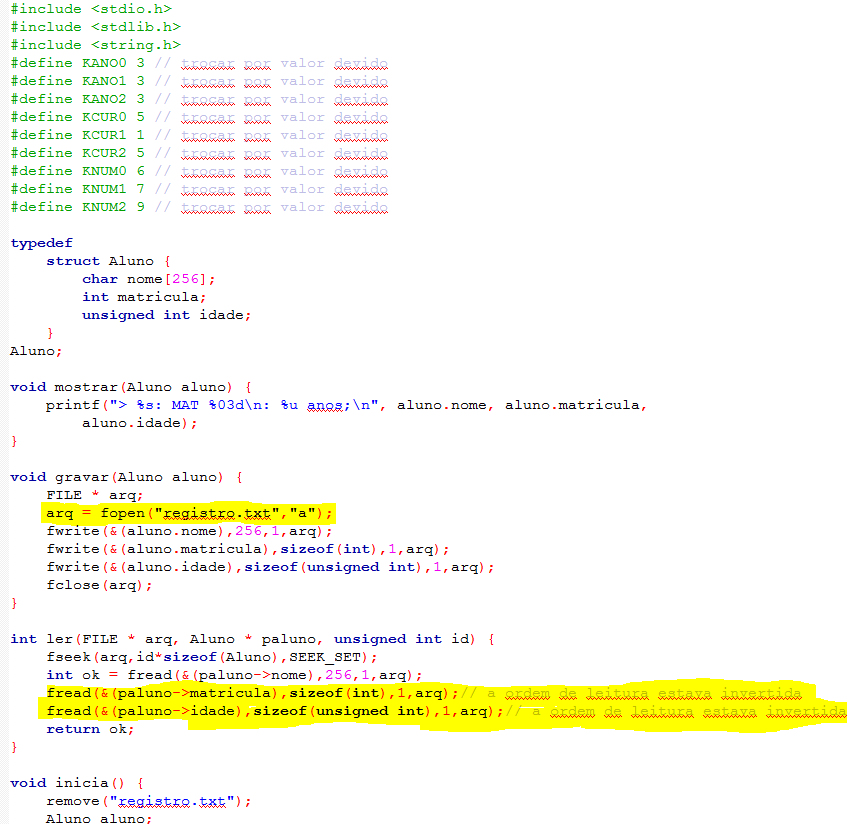 #include <stdio.h>
#include <stdlib.h>
#include <string.h>
#define KANO0 3 // trocar por valor devido
#define KANO1 3 // trocar por valor devido
#define KANO2 3 // trocar por valor devido
#define KCUR0 5 // trocar por valor devido
#define KCUR1 1 // trocar por valor devido
#define KCUR2 5 // trocar por valor devido
#define KNUM0 6 // trocar por valor devido
#define KNUM1 7 // trocar por valor devido
#define KNUM2 9 // trocar por valor devido
typedef
struct Aluno {
char nome[256];
int matricula;
unsigned int idade;
}
Aluno;
void mostrar(Aluno aluno) {
printf("> %s: MAT %03d\n: %u anos;\n", aluno.nome, aluno.matricula,
aluno.idade);
}
void gravar(Aluno aluno) {
FILE * arq;
arq = fopen("registro.txt","a");
fwrite(&(aluno.nome),256,1,arq);
fwrite(&(aluno.matricula),sizeof(int),1,arq);
fwrite(&(aluno.idade),sizeof(unsigned int),1,arq);
fclose(arq);
}
int ler(FILE * arq, Aluno * paluno, unsigned int id) {
fseek(arq,id*sizeof(Aluno),SEEK_SET);
int ok = fread(&(paluno->nome),256,1,arq);
fread(&(paluno->matricula),sizeof(int),1,arq);// a ordem de leitura estava invertida
fread(&(paluno->idade),sizeof(unsigned int),1,arq);// a ordem de leitura estava invertida
return ok;
}
void inicia() {
remove("registro.txt");
Aluno aluno;